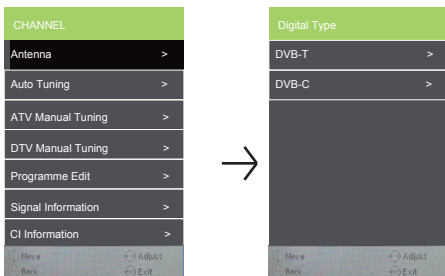 CHANNEL
Antenna >
Auto Tuning >
ATV Manual Tuning >
DTV Manual Tuning >
Programme Edit >
Signal Information >
CI Information >
Move Adjust
Back Exit
Digital Type
DVB-T >
DVB-C >
Move Adjust
Back Exit